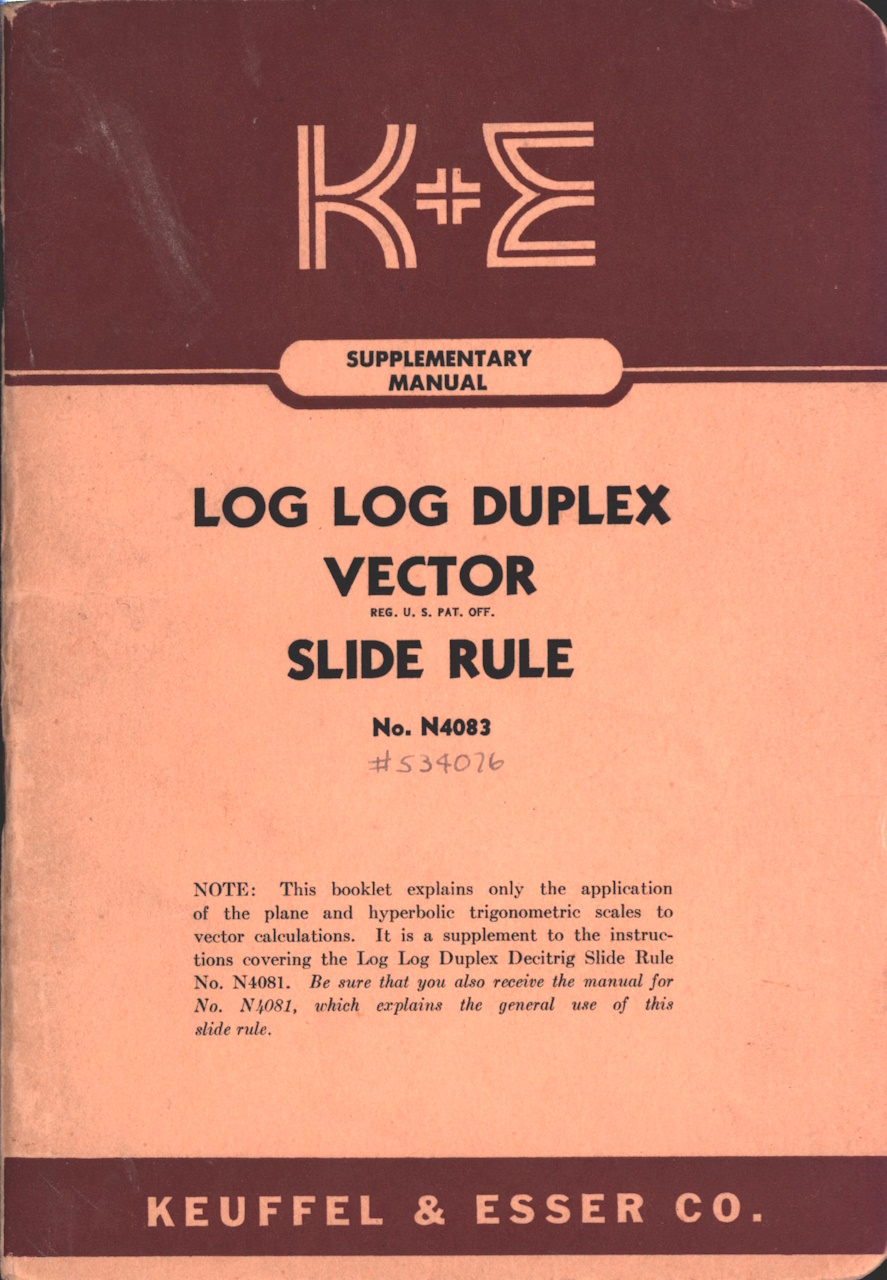 K+E
SUPPLEMENTARY
MANUAL
LOG LOG DUPLEX
VECTOR
REG. U. S. PAT. OFF.
SLIDE RULE
No. N4083
#534076
NOTE: This booklet explains only the application
of the plane and hyperbolic trigonometric scales to
vector calculations. It is a supplement to the instruc-
tions covering the Log Log Duplex Decitrig Slide Rule
No. N4081. Be sure that you also receive the manual for
No. N4081, which explains the general use of this
slide rule.
KEUFFEL & ESSER CO.